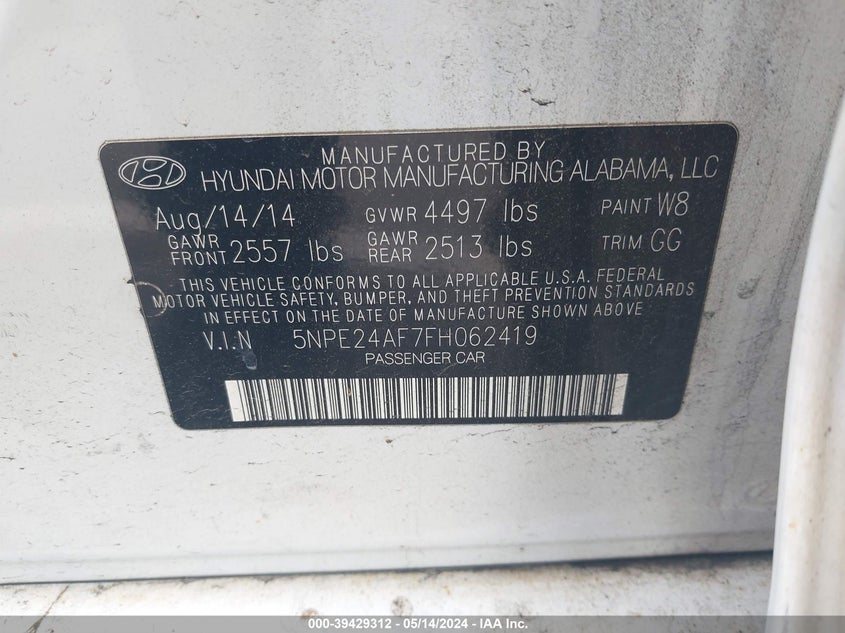 MANUFACTURED BY
HYUNDAI MOTOR MANUFACTURING ALABAMA, LLC
Aug/14/14 GVWR 4497 lbs PAINT W8
GAWR FRONT 2557 lbs GAWR REAR 2513 lbs TRIM GG
THIS VEHICLE CONFORMS TO ALL APPLICABLE U.S.A. FEDERAL
MOTOR VEHICLE SAFETY, BUMPER, AND THEFT PREVENTION STANDARDS
IN EFFECT ON THE DATE OF MANUFACTURE SHOWN ABOVE.
V.I.N 5NPE24AF7FH062419
PASSENGER CAR
000-39429312 - 05/14/2024 - IAA Inc.